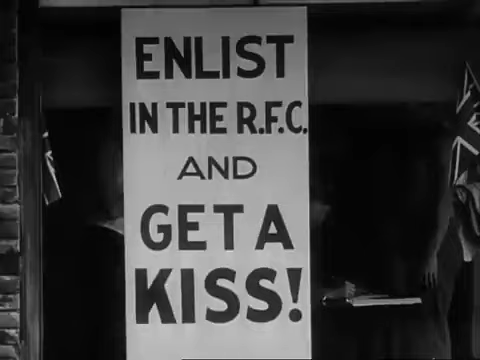 ENLIST
IN THE R.F.C.
AND
GET A
KISS!